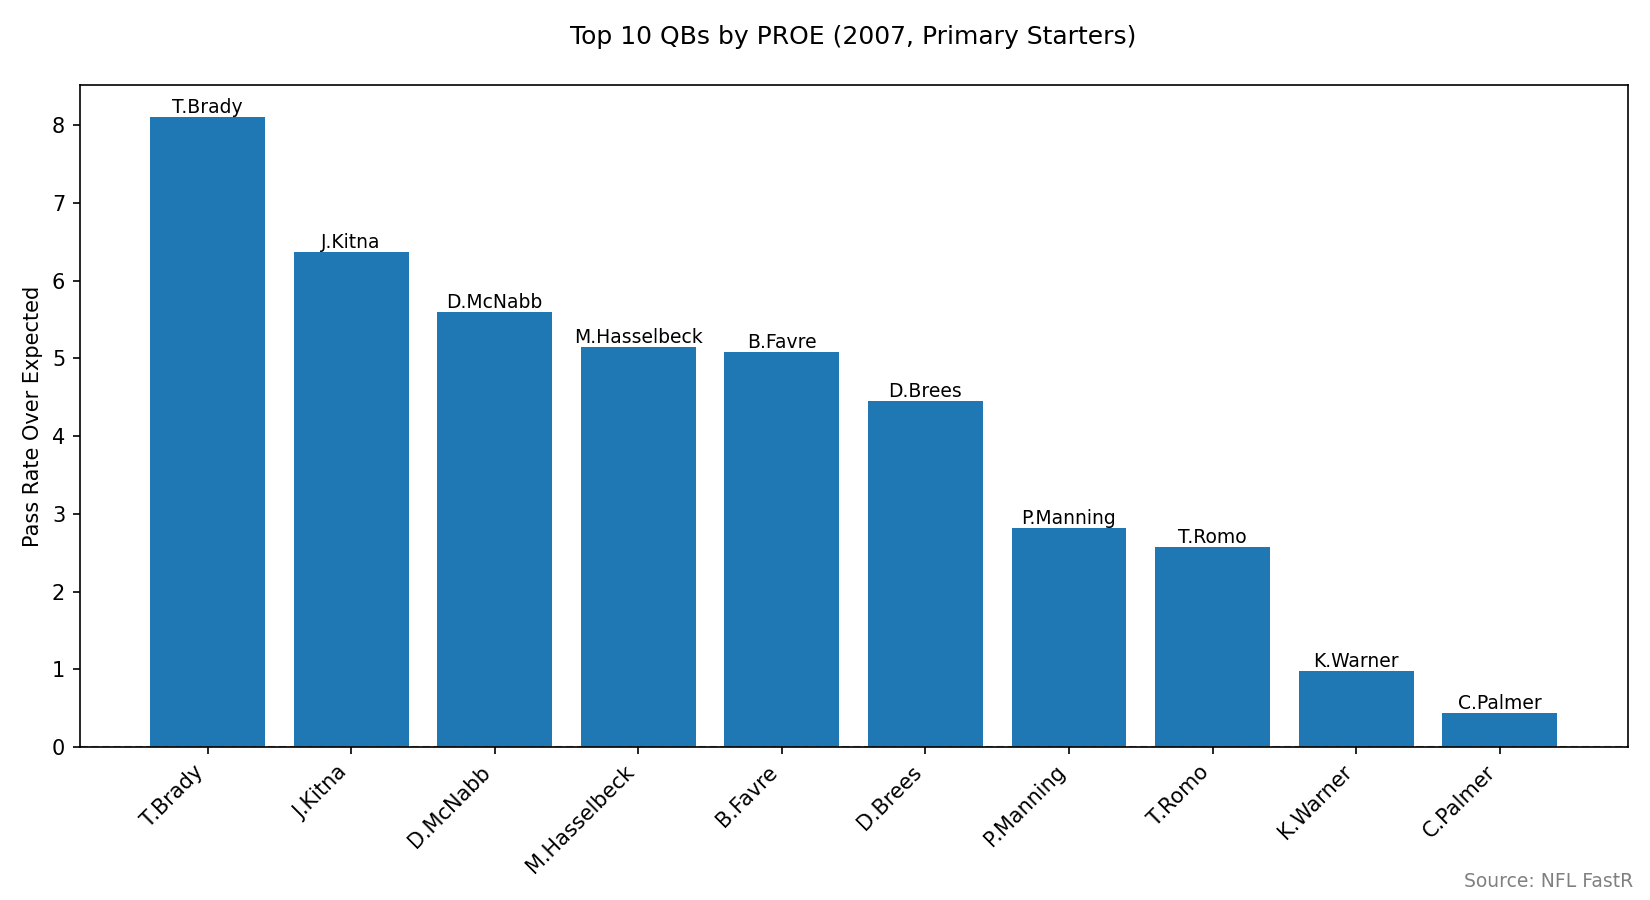 Top 10 QBs by PROE (2007, Primary Starters)
Pass Rate Over Expected
8
7
6
5
4
3
2
1
0
T.Brady
J.Kitna
D.McNabb
M.Hasselbeck
B.Favre
D.Brees
P.Manning
T.Romo
K.Warner
C.Palmer
T.Brady
J.Kitna
D.McNabb
M.Hasselbeck
B.Favre
D.Brees
P.Manning
T.Romo
K.Warner
C.Palmer
Source: NFL FastR